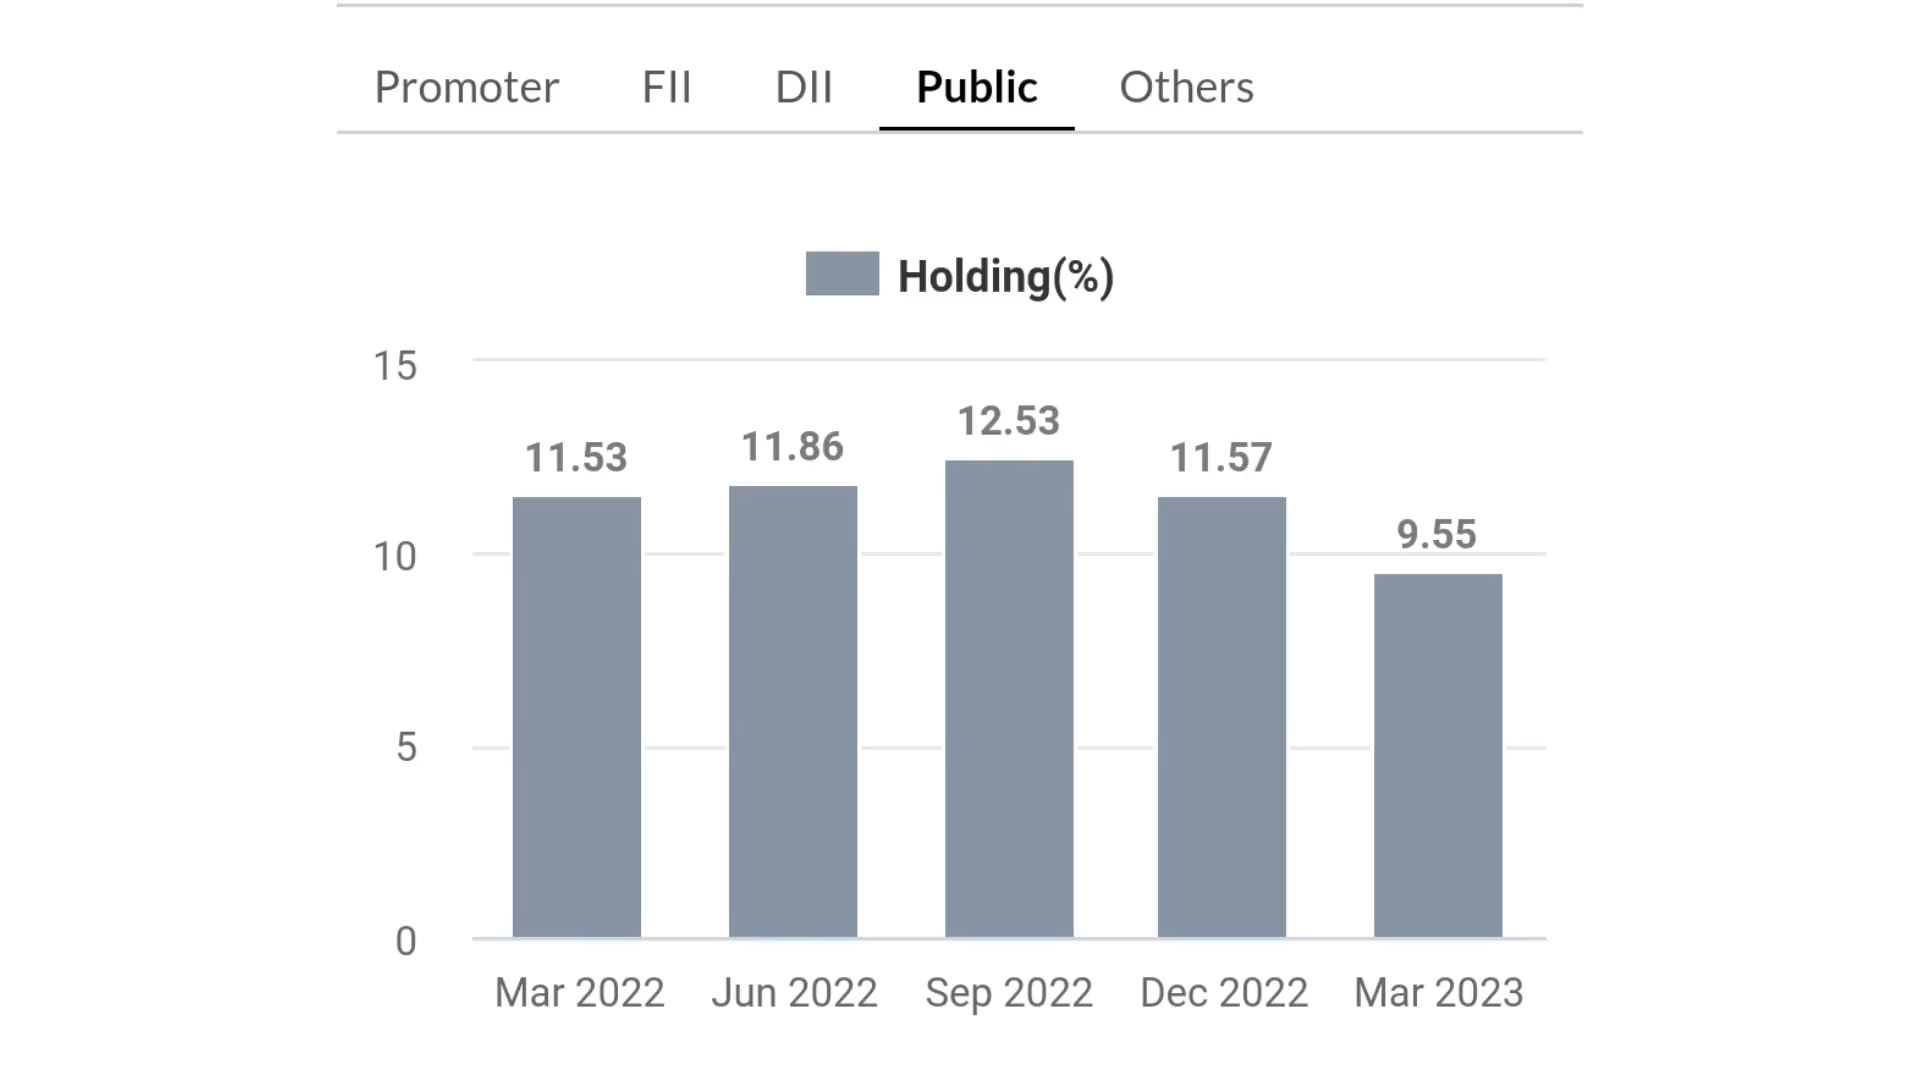 Promoter FII DII Public Others
Holding(%)
15
12.53
11.86
11.53 11.57
9.55
10
5
0
Mar 2022 Jun 2022 Sep 2022 Dec 2022 Mar 2023